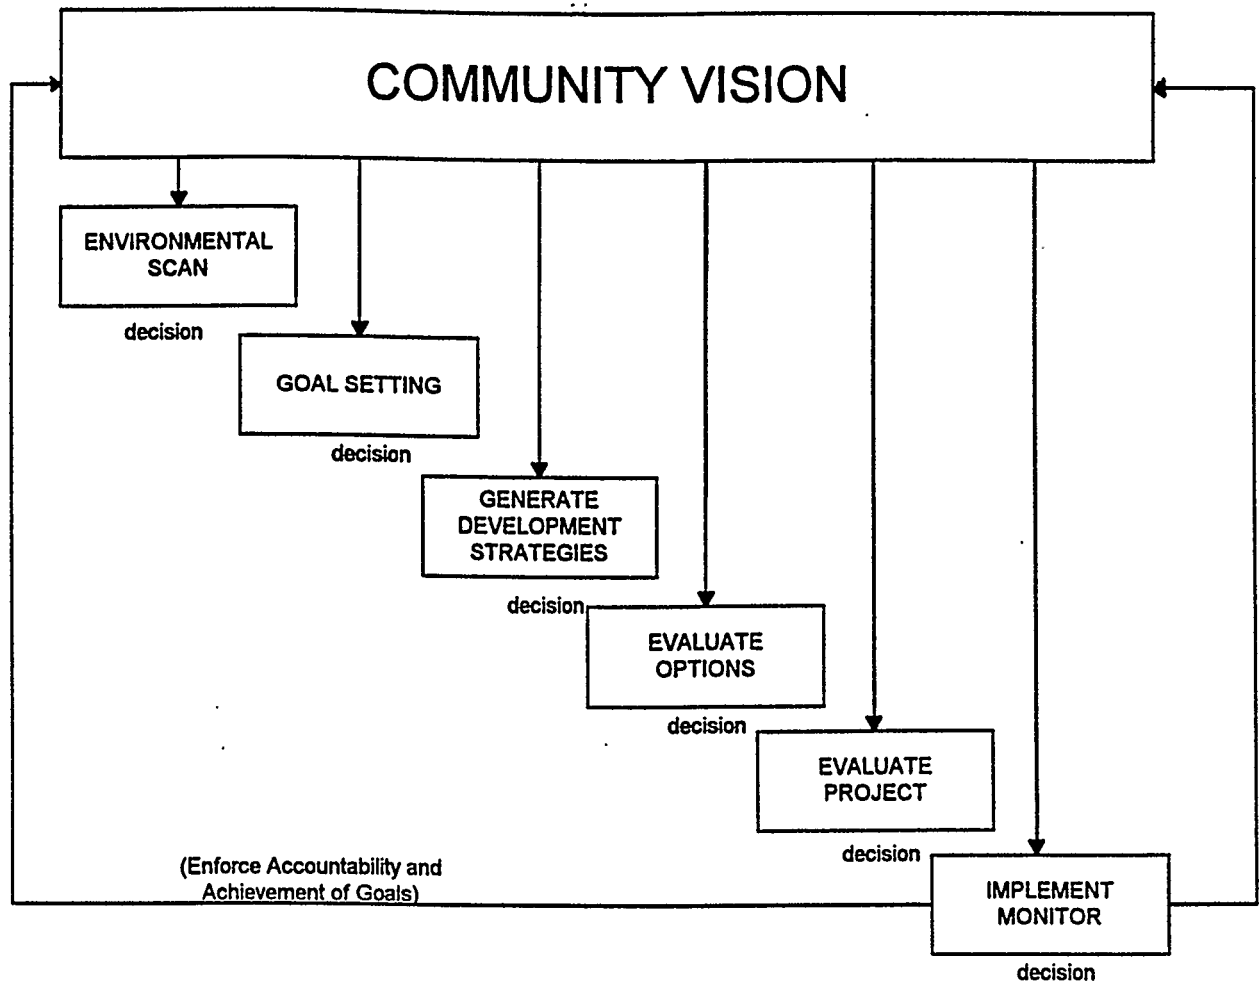 COMMUNITY VISION
ENVIRONMENTAL
SCAN
decision
GOAL SETTING
decision
GENERATE
DEVELOPMENT
STRATEGIES
decision
EVALUATE
OPTIONS
decision
EVALUATE
PROJECT
decision
(Enforce Accountability and
Achievement of Goals)
IMPLEMENT
MONITOR
decision